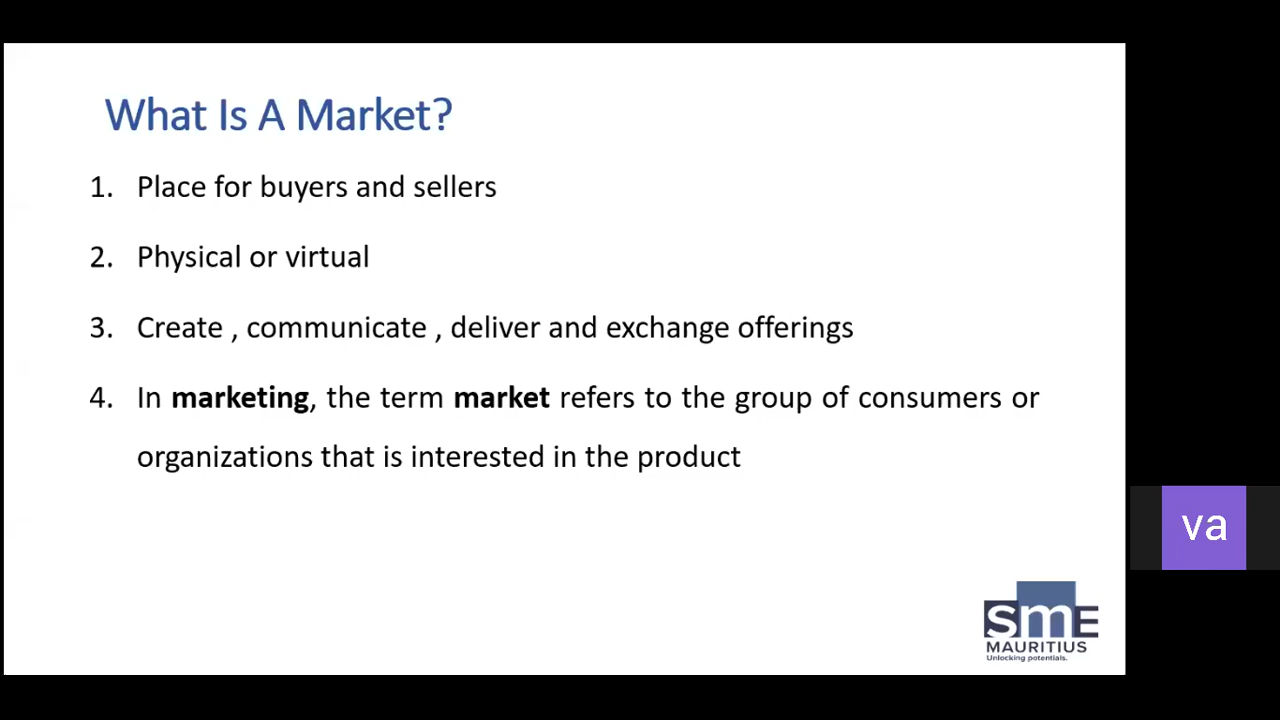 What Is A Market?
1. Place for buyers and sellers
2. Physical or virtual
3. Create , communicate , deliver and exchange offerings
4. In marketing, the term market refers to the group of consumers or
organizations that is interested in the product
va
SmE
MAURITIUS
Unlocking potentials.